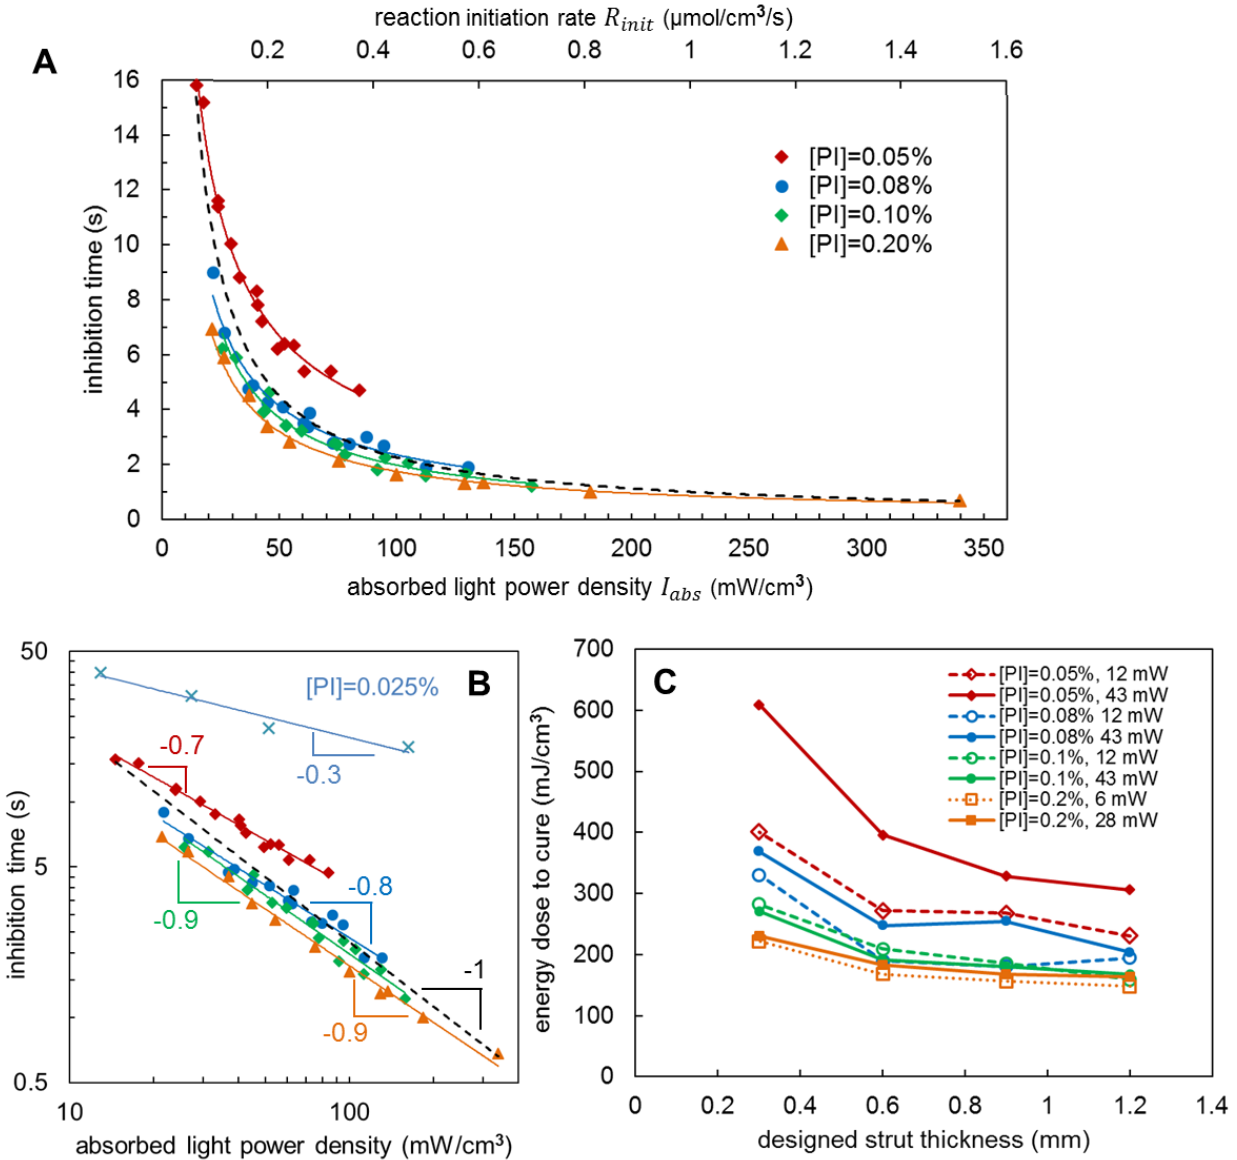 reaction initiation rate R_init (μmol/cm³/s)
0.2 0.4 0.6 0.8 1 1.2 1.4 1.6
A
16
14
12
10
8
6
4
2
0
inhibition time (s)
[PI]=0.05%
[PI]=0.08%
[PI]=0.10%
[PI]=0.20%
0 50 100 150 200 250 300 350
absorbed light power density I_abs (mW/cm³)
50
5
0.5
inhibition time (s)
B
[PI]=0.025%
-0.7
-0.3
-0.8
-0.9
-1
-0.9
10 100
absorbed light power density (mW/cm³)
700
600
500
400
300
200
100
0
energy dose to cure (mJ/cm³)
C
[PI]=0.05%, 12 mW
[PI]=0.05%, 43 mW
[PI]=0.08% 12 mW
[PI]=0.08% 43 mW
[PI]=0.1%, 12 mW
[PI]=0.1%, 43 mW
[PI]=0.2%, 6 mW
[PI]=0.2%, 28 mW
0 0.2 0.4 0.6 0.8 1 1.2 1.4
designed strut thickness (mm)